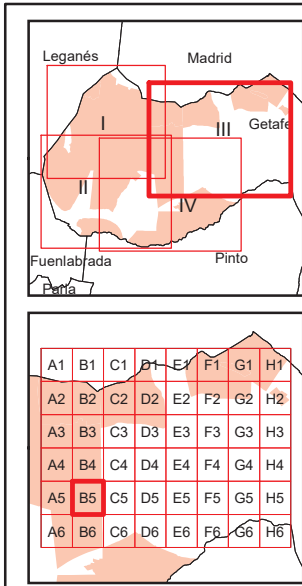 Leganés Madrid
I III
Getafe
II
IV
Fuenlabrada Pinto
Parla
A1 B1 C1 D1 E1 F1 G1 H1
A2 B2 C2 D2 E2 F2 G2 H2
A3 B3 C3 D3 E3 F3 G3 H3
A4 B4 C4 D4 E4 F4 G4 H4
A5 B5 C5 D5 E5 F5 G5 H5
A6 B6 C6 D6 E6 F6 G6 H6